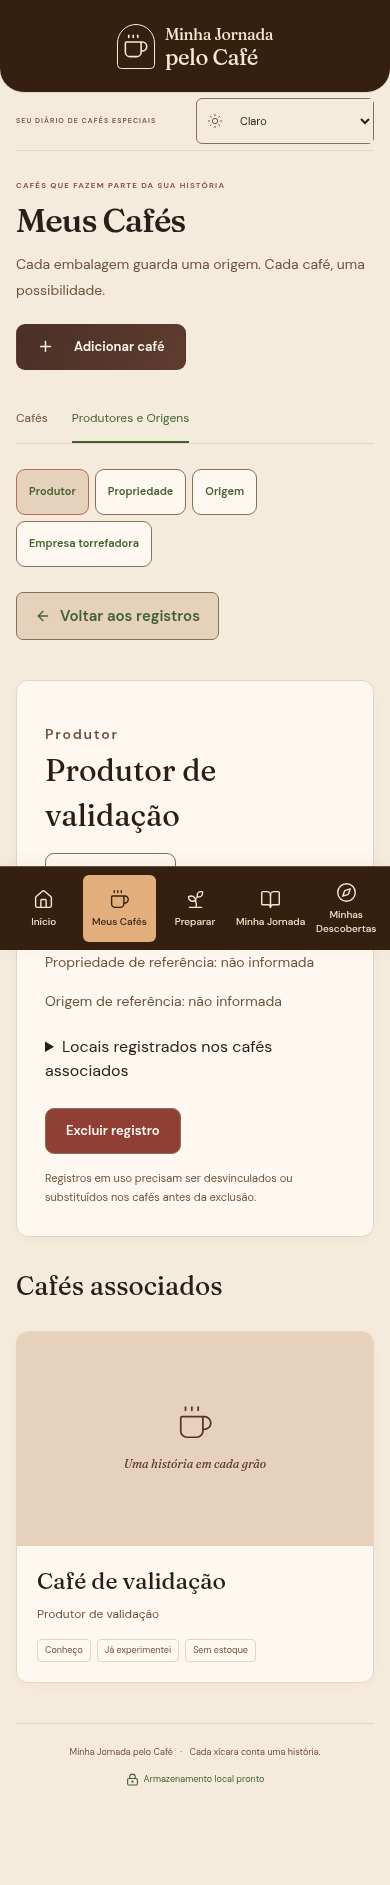 Minha Jornada
pelo Café
SEU DIÁRIO DE CAFÉS ESPECIAIS
Claro
CAFÉS QUE FAZEM PARTE DA SUA HISTÓRIA
Meus Cafés
Cada embalagem guarda uma origem. Cada café, uma
possibilidade.
Adicionar café
Cafés
Produtores e Origens
Produtor
Propriedade
Origem
Empresa torrefadora
Voltar aos registros
Produtor
Produtor de
validação
Início
Meus Cafés
Preparar
Minha Jornada
Minhas
Descobertas
Propriedade de referência: não informada
Origem de referência: não informada
Locais registrados nos cafés
associados
Excluir registro
Registros em uso precisam ser desvinculados ou
substituídos nos cafés antes da exclusão.
Cafés associados
Uma história em cada grão
Café de validação
Produtor de validação
Conheço
Já experimentei
Sem estoque
Minha Jornada pelo Café · Cada xícara conta uma história.
Armazenamento local pronto